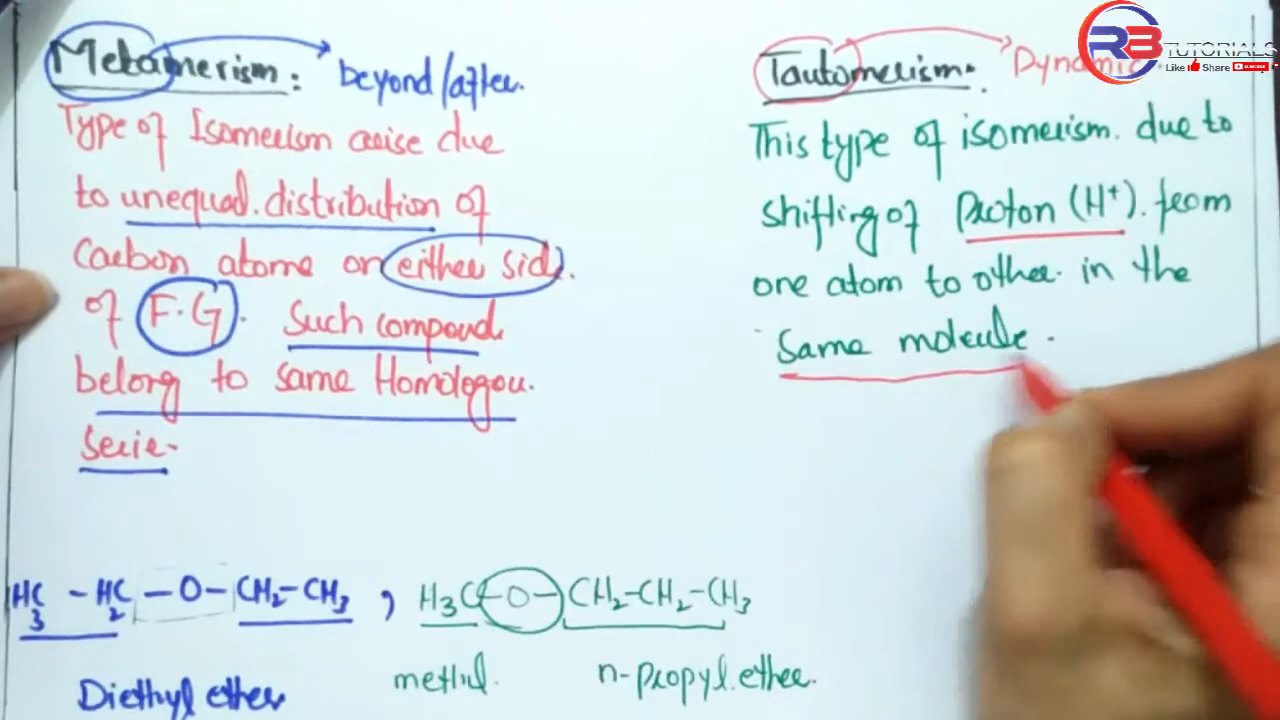 Metamerism: beyond/after.
Type of Isomerism arise due
to unequal distribution of
Carbon atoms on either side.
of F.G. Such compound
belong to same Homologou.
Serie.
H3C - H2C - O - CH2 - CH3 , H3C - O - CH2 - CH2 - CH3
Diethyl ether methyl n-propyl ether.
Tautomerism. Dynamic
This type of isomerism. due to
shifting of Proton (H+). from
one atom to other. in the
Same molecule.
RB TUTORIALS
Like Share SUBSCRIBE